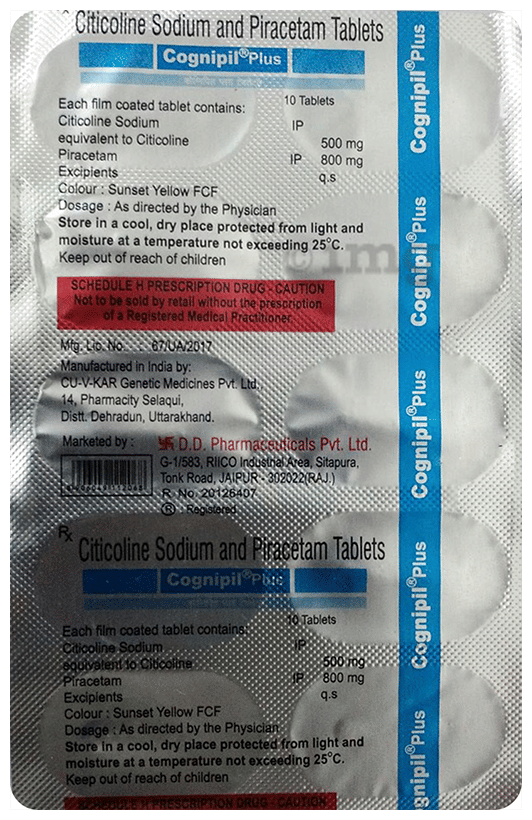 Citicoline Sodium and Piracetam Tablets
Cognipil® Plus
Each film coated tablet contains: 10 Tablets
Citicoline Sodium IP
equivalent to Citicoline 500 mg
Piracetam IP 800 mg
Excipients q.s
Colour : Sunset Yellow FCF
Dosage : As directed by the Physician
Store in a cool, dry place protected from light and
moisture at a temperature not exceeding 25°C.
Keep out of reach of children
SCHEDULE H PRESCRIPTION DRUG - CAUTION
Not to be sold by retail without the prescription
of a Registered Medical Practitioner.
Mfg. Lic. No. : 67/UA/2017
Manufactured in India by:
CU-V-KAR Genetic Medicines Pvt. Ltd.
14, Pharmacity Selaqui,
Distt. Dehradun, Uttarakhand.
Marketed by : D.D. Pharmaceuticals Pvt. Ltd.
G-1/583, RIICO Industrial Area, Sitapura,
Tonk Road, JAIPUR - 302022(RAJ.)
R. No. 20126407
® : Registered
Rx
Citicoline Sodium and Piracetam Tablets
Cognipil® Plus
10 Tablets
Each film coated tablet contains:
Citicoline Sodium IP
equivalent to Citicoline 500 mg
Piracetam IP 800 mg
Excipients q.s
Colour : Sunset Yellow FCF
Dosage : As directed by the Physician
Store in a cool, dry place protected from light and
moisture at a temperature not exceeding 25°C.
Keep out of reach of children
SCHEDULE H PRESCRIPTION DRUG - CAUTION
Cognipil® Plus
Cognipil® Plus
Cognipil® Plus
Cognipil® Plus
gnipil® Plus